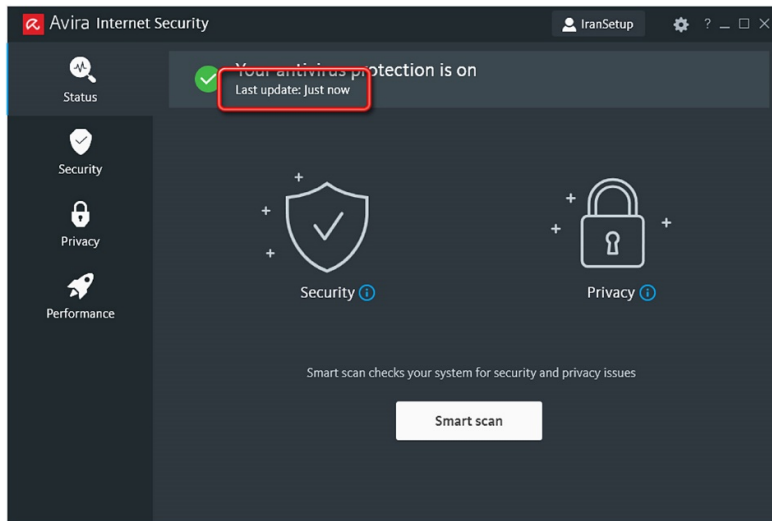 Avira Internet Security
IranSetup
?
Status
Your antivirus protection is on
Last update: Just now
Security
Privacy
Performance
Security
Privacy
Smart scan checks your system for security and privacy issues
Smart scan